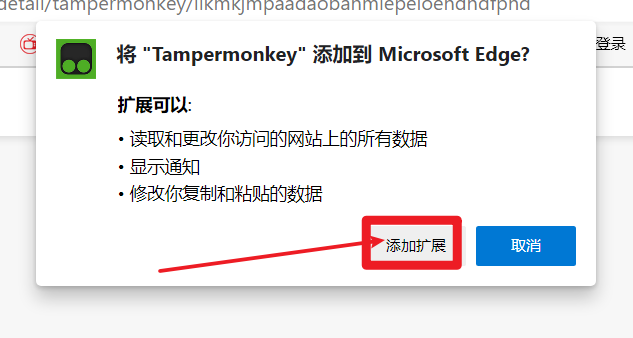 detail/tampermonkey/iikmkjmpaadaobahmlepeloendndfphd
登录
将 "Tampermonkey" 添加到 Microsoft Edge?
扩展可以:
• 读取和更改你访问的网站上的所有数据
• 显示通知
• 修改你复制和粘贴的数据
添加扩展
取消